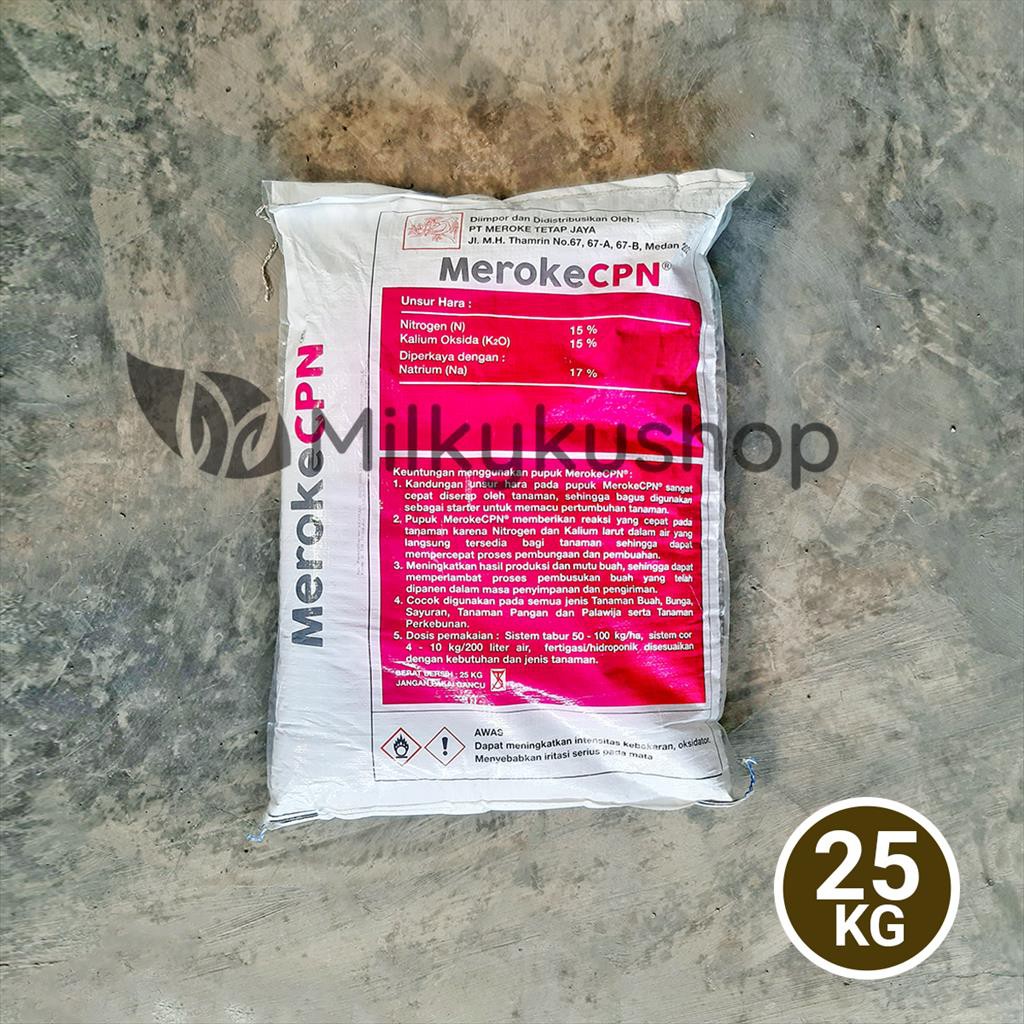 Diimpor dan Didistribusikan Oleh :
PT MEROKE TETAP JAYA
Jl. M.H. Thamrin No.67, 67-A, 67-B, Medan
MerokeCPN®
Unsur Hara :
Nitrogen (N) 15 %
Kalium Oksida (K₂O) 15 %
Diperkaya dengan :
Natrium (Na) 17 %
Milkukushop
MerokeCPN
Keuntungan menggunakan pupuk MerokeCPN® :
1. Kandungan unsur hara pada pupuk MerokeCPN® sangat
cepat diserap oleh tanaman, sehingga bagus digunakan
sebagai starter untuk memacu pertumbuhan tanaman.
2. Pupuk MerokeCPN® memberikan reaksi yang cepat pada
tanaman karena Nitrogen dan Kalium larut dalam air yang
langsung tersedia bagi tanaman sehingga dapat
mempercepat proses pembungaan dan pembuahan.
3. Meningkatkan hasil produksi dan mutu buah, sehingga dapat
memperlambat proses pembusukan buah yang telah
dipanen dalam masa penyimpanan dan pengiriman.
4. Cocok digunakan pada semua jenis Tanaman Buah, Bunga,
Sayuran, Tanaman Pangan dan Palawija serta Tanaman
Perkebunan.
5. Dosis pemakaian : Sistem tabur 50 - 100 kg/ha, sistem cor
4 - 10 kg/200 liter air, fertigasi/hidroponik disesuaikan
dengan kebutuhan dan jenis tanaman.
BERAT BERSIH : 25 KG
JANGAN PAKAI GANCU
AWAS
Dapat meningkatkan intensitas kebakaran, oksidator.
Menyebabkan iritasi serius pada mata
25
KG